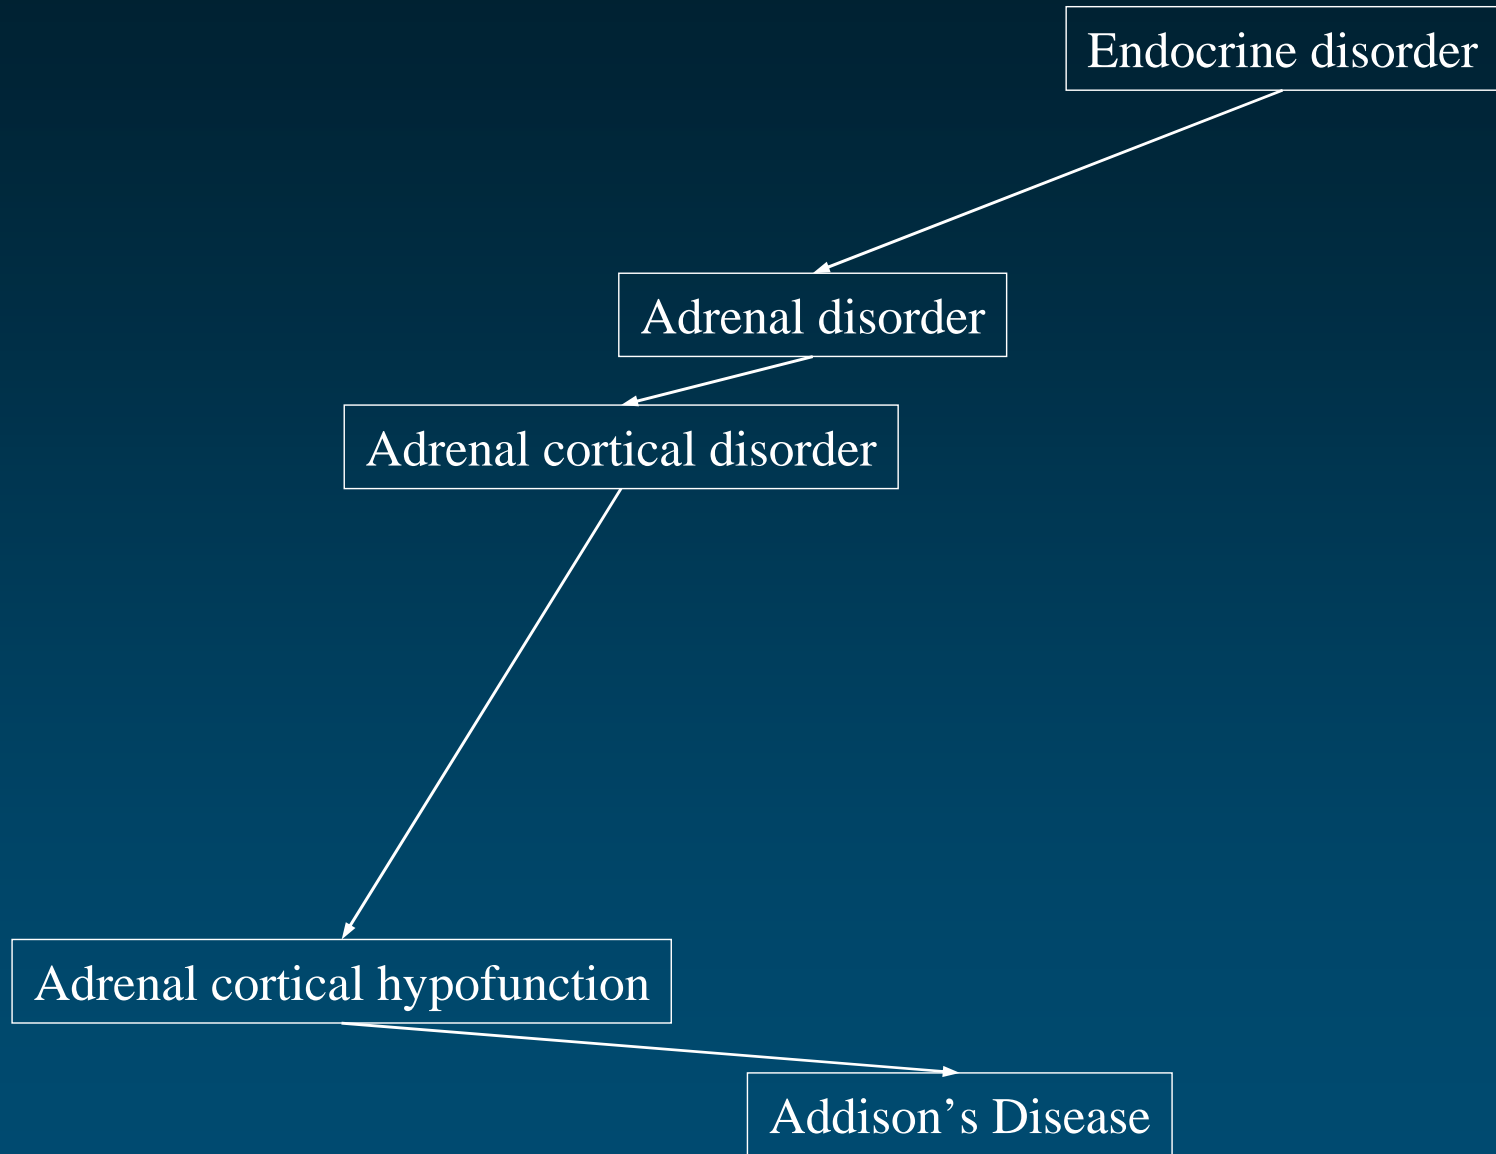 Endocrine disorder
Adrenal disorder
Adrenal cortical disorder
Adrenal cortical hypofunction
Addison’s Disease